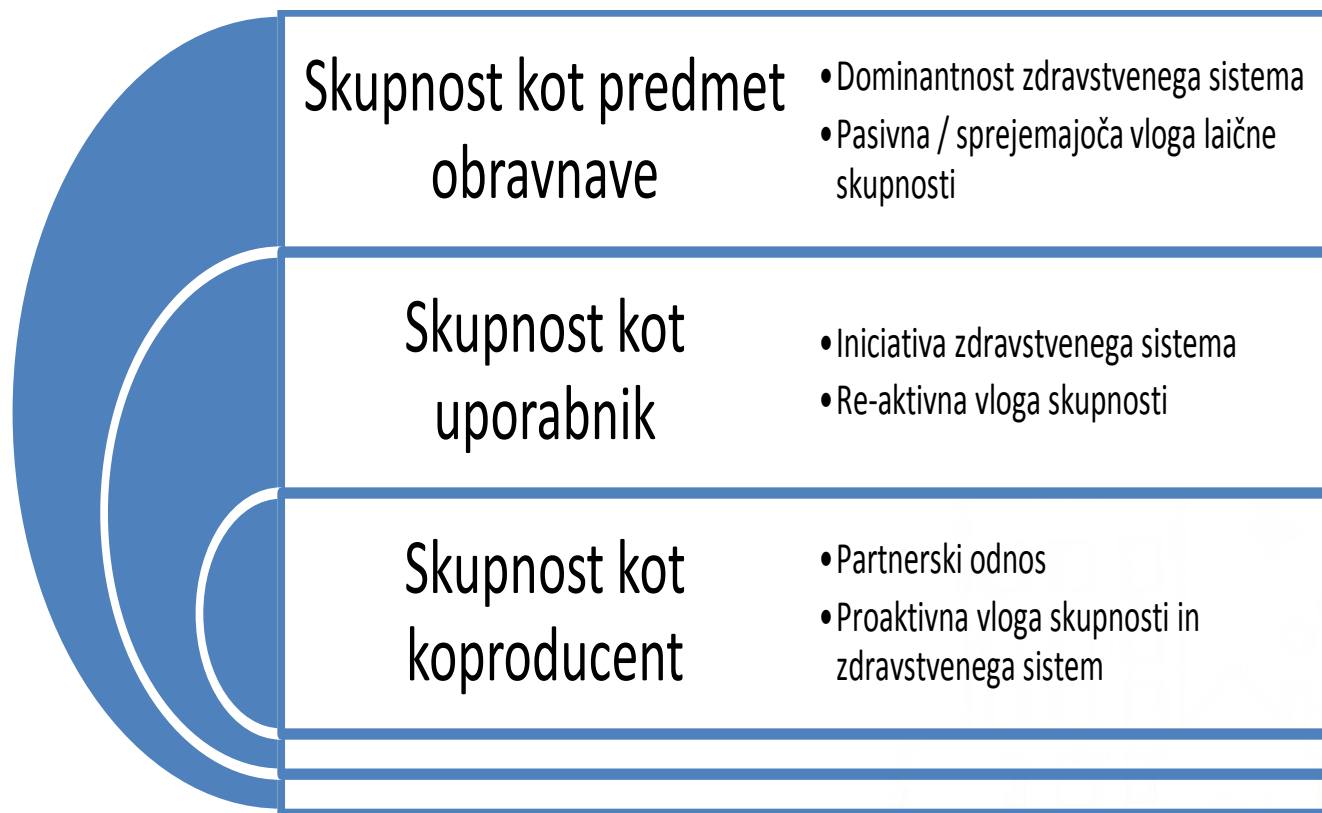 Skupnost kot predmet
obravnave
•Dominantnost zdravstvenega sistema
•Pasivna / sprejemajoča vloga laične
skupnosti
Skupnost kot
uporabnik
•Iniciativa zdravstvenega sistema
•Re-aktivna vloga skupnosti
Skupnost kot
koproducent
•Partnerski odnos
•Proaktivna vloga skupnosti in
zdravstvenega sistem